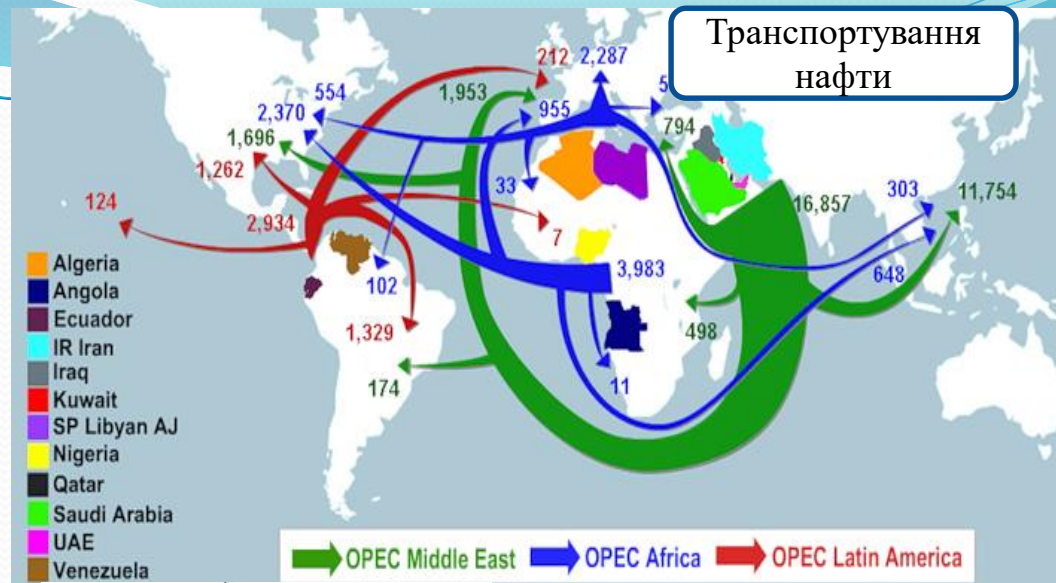 Транспортування
нафти
212
2,287
5
1,953
955
554
2,370
794
1,696
1,262
33
303
11,754
16,857
124
2,934
7
3,983
648
102
498
1,329
11
174
Algeria
Angola
Ecuador
IR Iran
Iraq
Kuwait
SP Libyan AJ
Nigeria
Qatar
Saudi Arabia
UAE
Venezuela
OPEC Middle East OPEC Africa OPEC Latin America